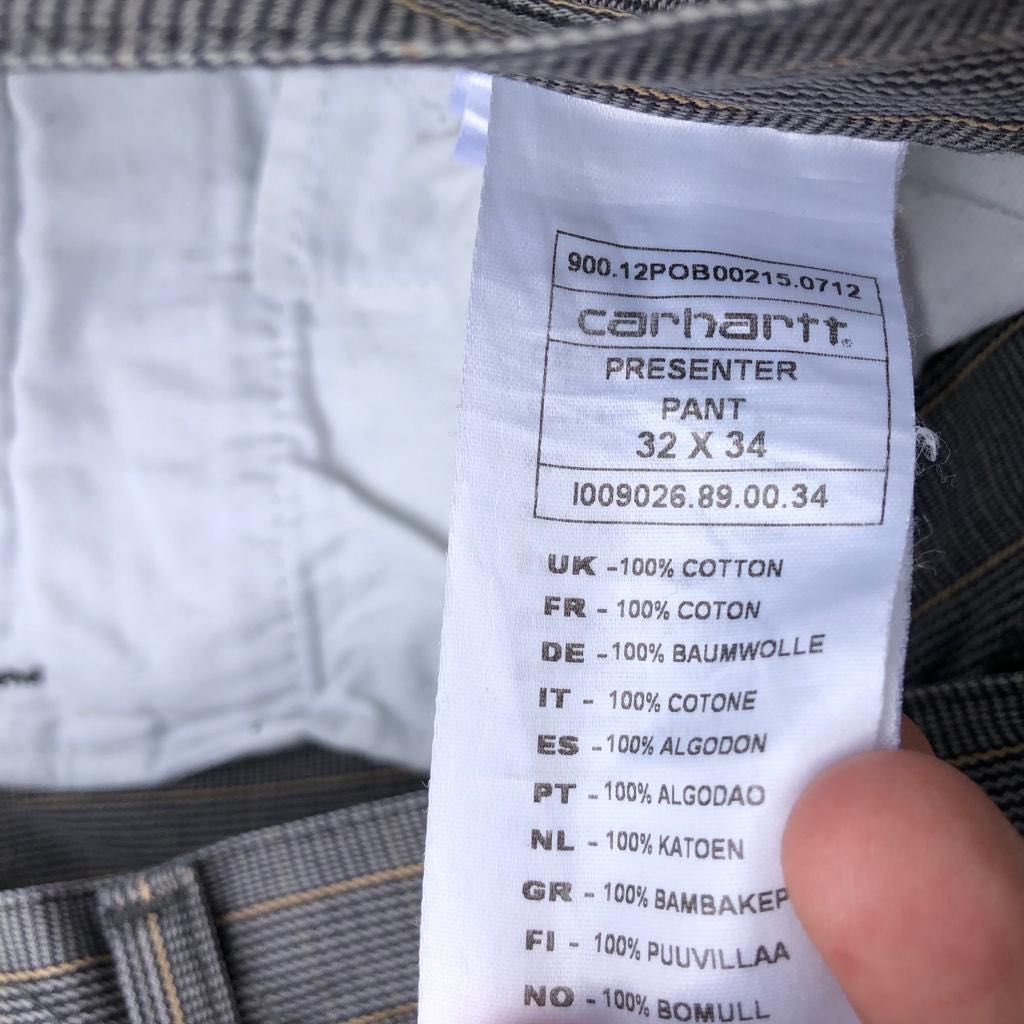 900.12POB00215.0712
carhartt®
PRESENTER
PANT
32 X 34
I009026.89.00.34
UK -100% COTTON
FR - 100% COTON
DE -100% BAUMWOLLE
IT - 100% COTONE
ES -100% ALGODON
PT -100% ALGODAO
NL - 100% KATOEN
GR - 100% BAMBAKEP
FI - 100% PUUVILLAA
NO -100% BOMULL